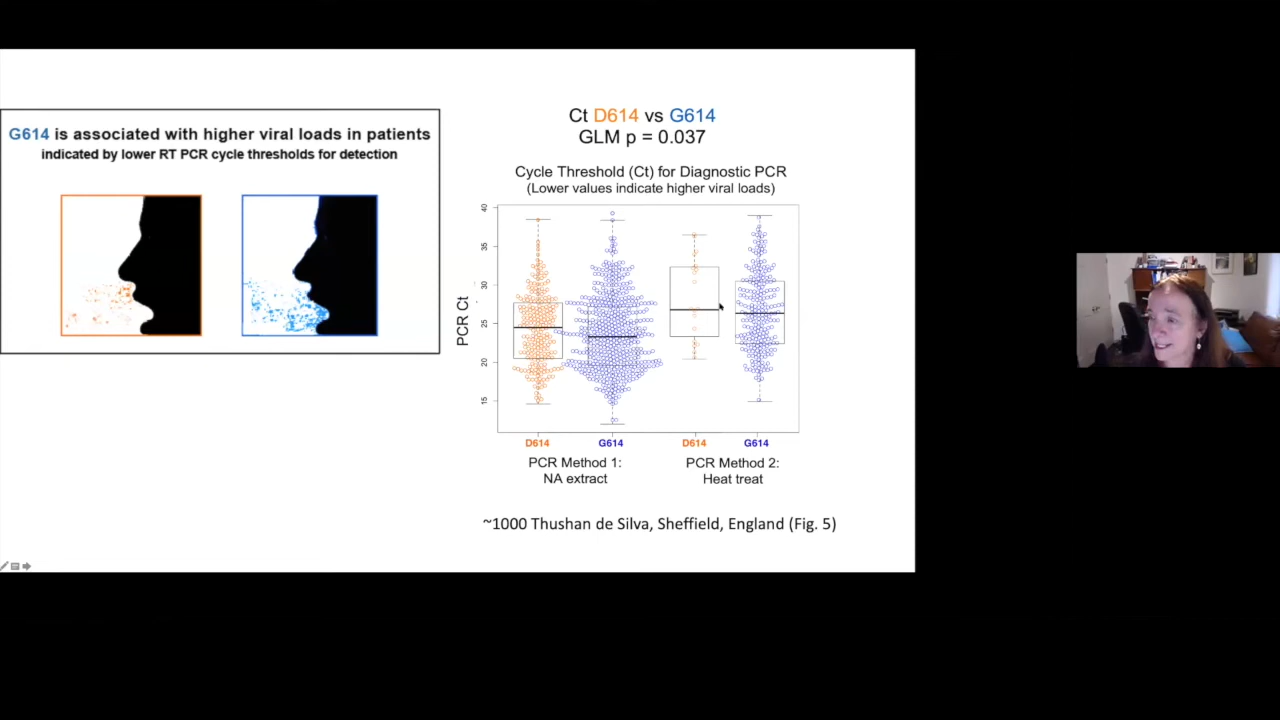 G614 is associated with higher viral loads in patients
indicated by lower RT PCR cycle thresholds for detection
Ct D614 vs G614
GLM p = 0.037
Cycle Threshold (Ct) for Diagnostic PCR
(Lower values indicate higher viral loads)
PCR Ct
40
35
30
25
20
15
D614
G614
D614
G614
PCR Method 1:
NA extract
PCR Method 2:
Heat treat
~1000 Thushan de Silva, Sheffield, England (Fig. 5)